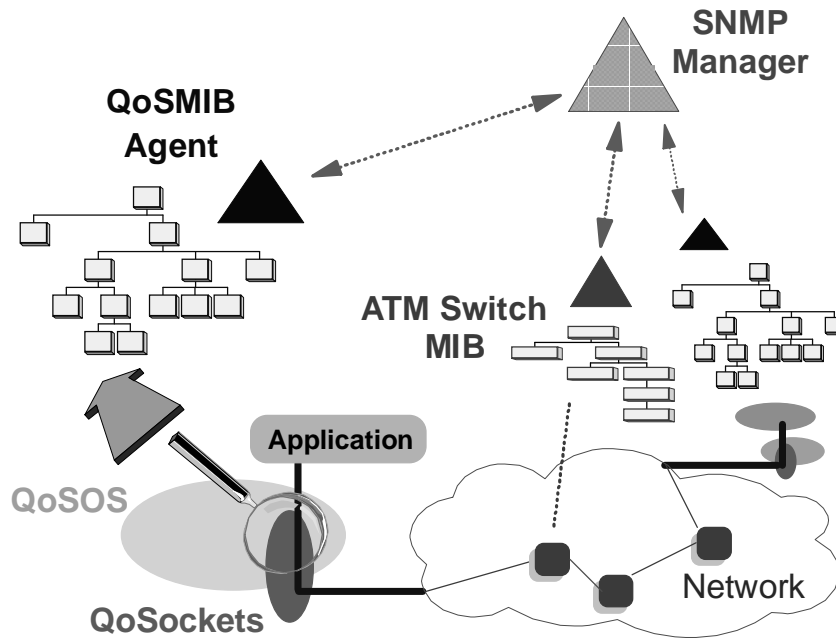 SNMP
Manager
QoSMIB
Agent
ATM Switch
MIB
Application
QoSOS
Network
QoSockets